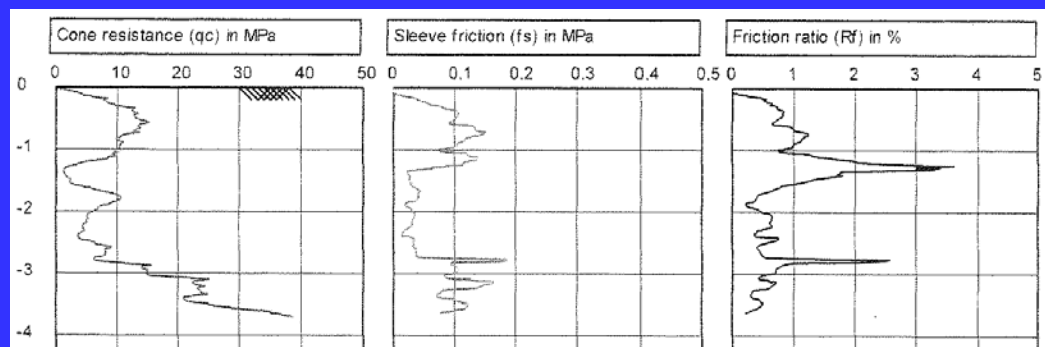 Cone resistance (qc) in MPa
Sleeve friction (fs) in MPa
Friction ratio (Rf) in %
0 10 20 30 40 50
0 0.1 0.2 0.3 0.4 0.5
0 1 2 3 4 5
0
-1
-2
-3
-4